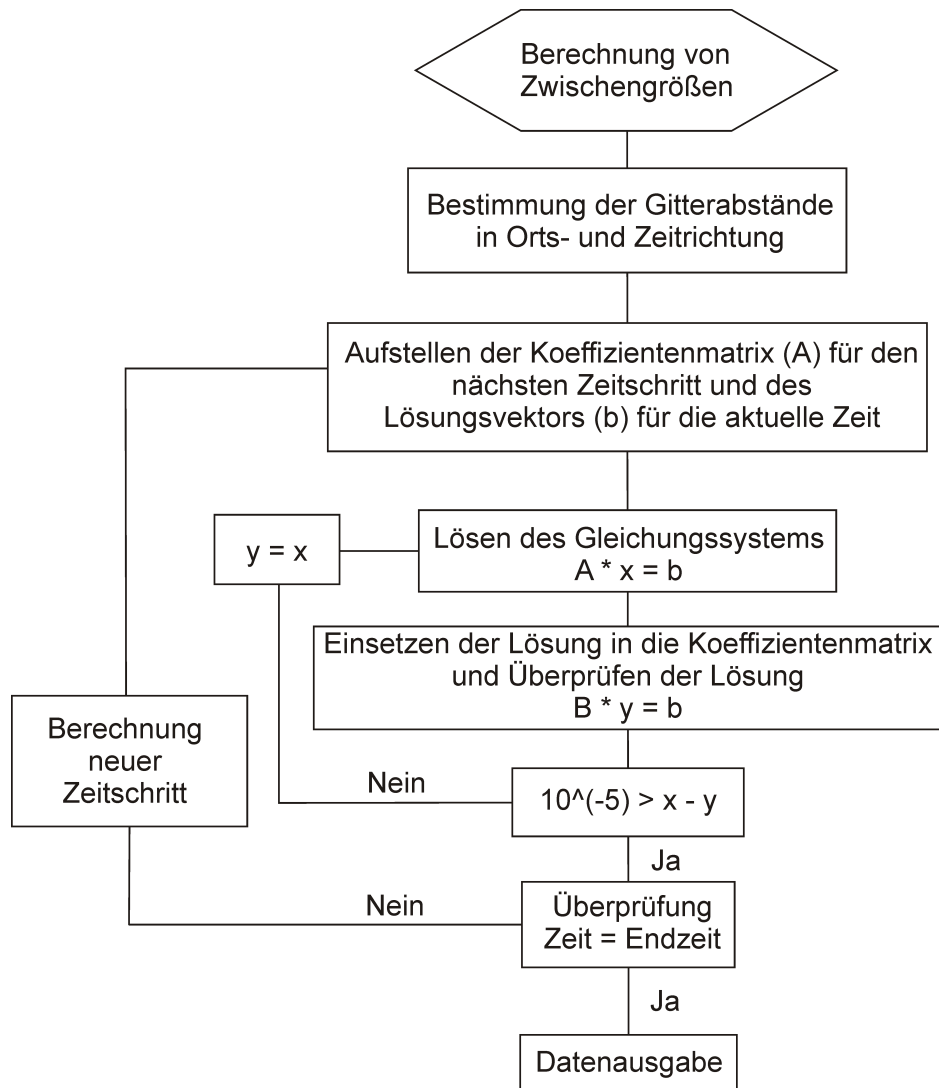 Berechnung von
Zwischengrößen
Bestimmung der Gitterabstände
in Orts- und Zeitrichtung
Aufstellen der Koeffizientenmatrix (A) für den
nächsten Zeitschritt und des
Lösungsvektors (b) für die aktuelle Zeit
y = x
Lösen des Gleichungssystems
A * x = b
Einsetzen der Lösung in die Koeffizientenmatrix
und Überprüfen der Lösung
B * y = b
Berechnung
neuer
Zeitschritt
Nein
10^(-5) > x - y
Ja
Nein
Überprüfung
Zeit = Endzeit
Ja
Datenausgabe